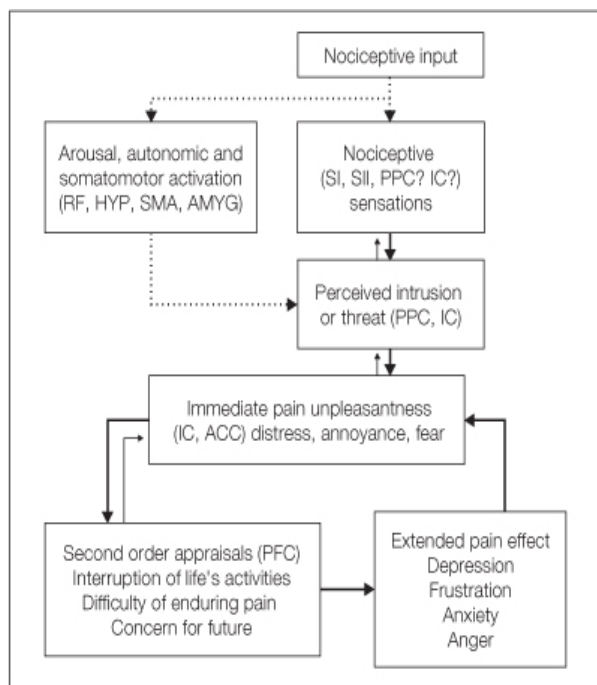 Nociceptive input
Arousal, autonomic and
somatomotor activation
(RF, HYP, SMA, AMYG)
Nociceptive
(SI, SII, PPC? IC?)
sensations
Perceived intrusion
or threat (PPC, IC)
Immediate pain unpleasantness
(IC, ACC) distress, annoyance, fear
Second order appraisals (PFC)
Interruption of life's activities
Difficulty of enduring pain
Concern for future
Extended pain effect
Depression
Frustration
Anxiety
Anger